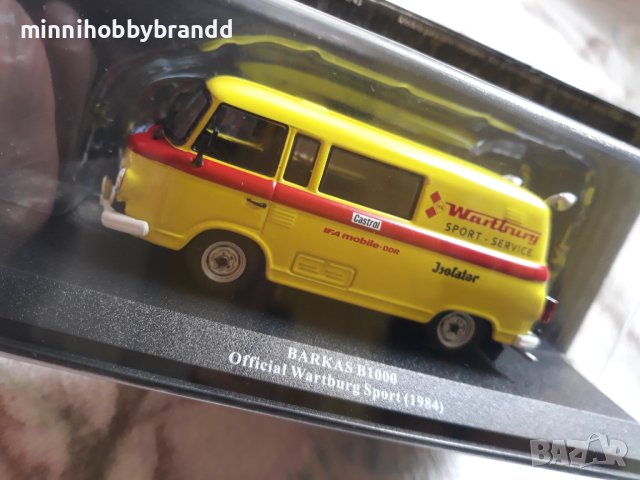 minnihobbybrandd
Wartburg
SPORT - SERVICE
Castrol
IFA mobile-DDR
Isolator
BARKAS B1000
Official Wartburg Sport (1984)
BAZAR